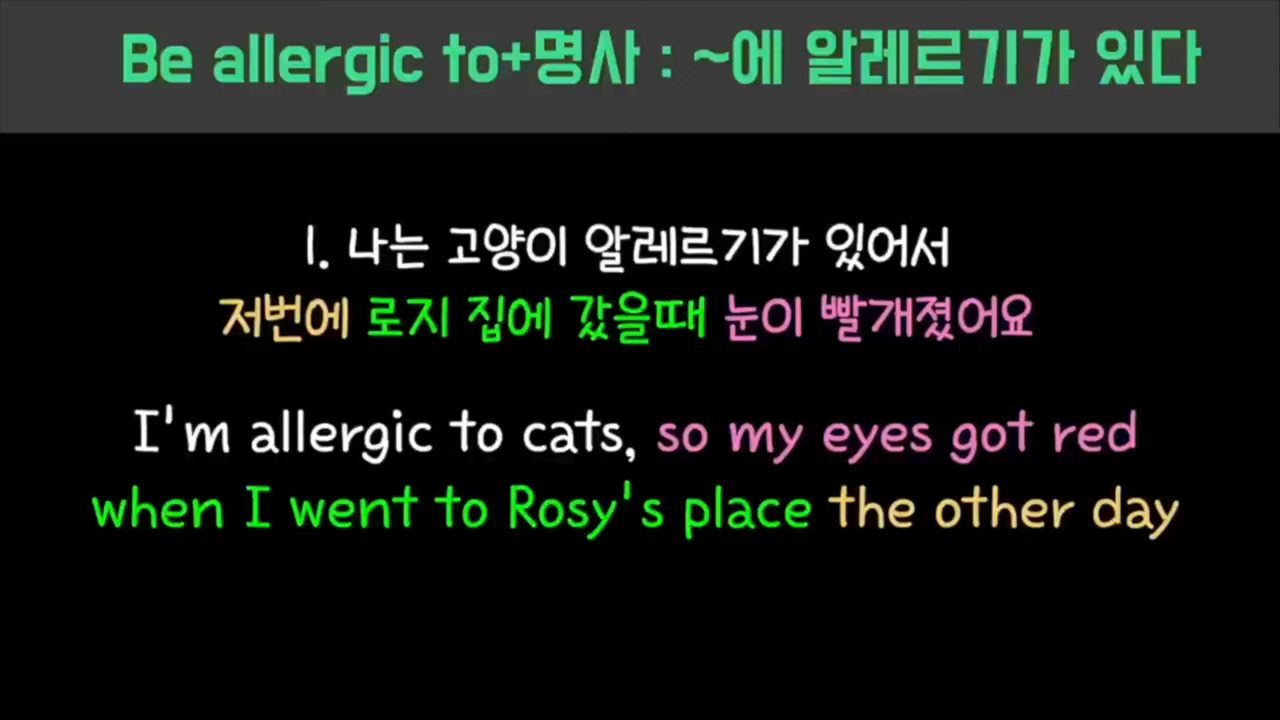 Be allergic to+명사 : ~에 알레르기가 있다
1. 나는 고양이 알레르기가 있어서
저번에 로지 집에 갔을때 눈이 빨개졌어요
I'm allergic to cats, so my eyes got red
when I went to Rosy's place the other day